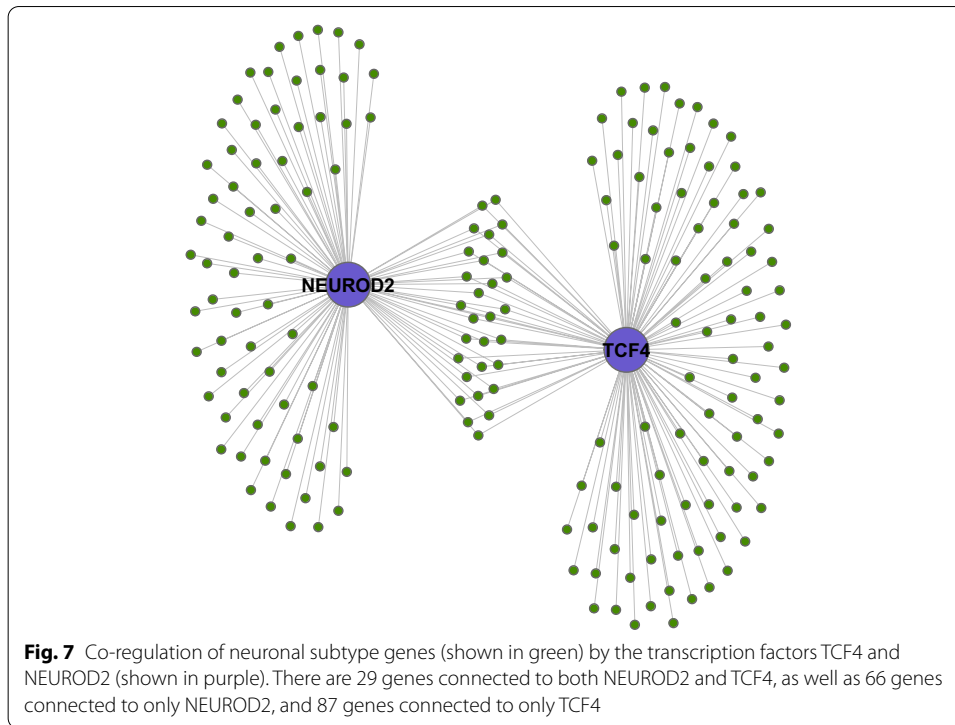 NEUROD2
TCF4
Fig. 7 Co-regulation of neuronal subtype genes (shown in green) by the transcription factors TCF4 and
NEUROD2 (shown in purple). There are 29 genes connected to both NEUROD2 and TCF4, as well as 66 genes
connected to only NEUROD2, and 87 genes connected to only TCF4